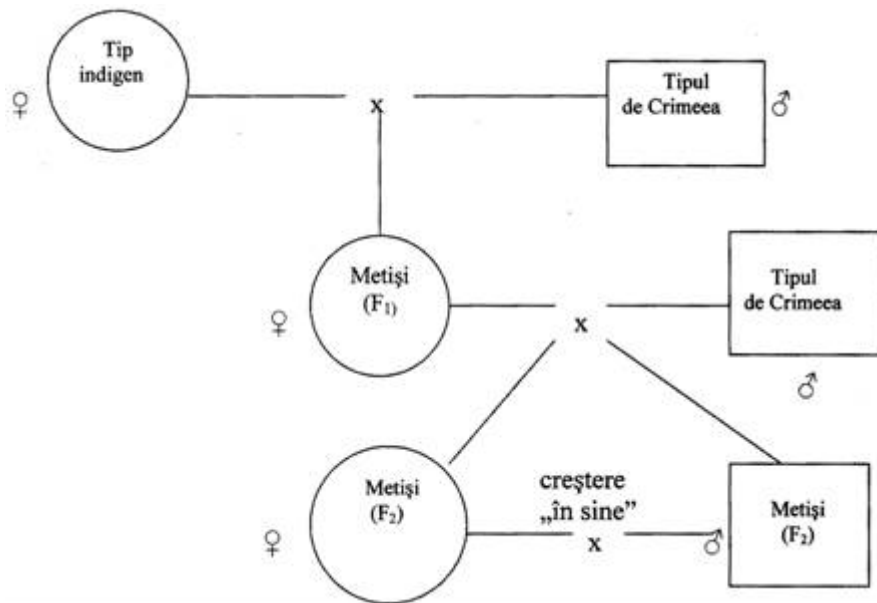 Tip
indigen
♀
x
Tipul
de Crimeea
♂
Metişi
(F₁)
♀
x
Tipul
de Crimeea
♂
Metişi
(F₂)
♀
creştere
„în sine”
x
♂
Metişi
(F₂)